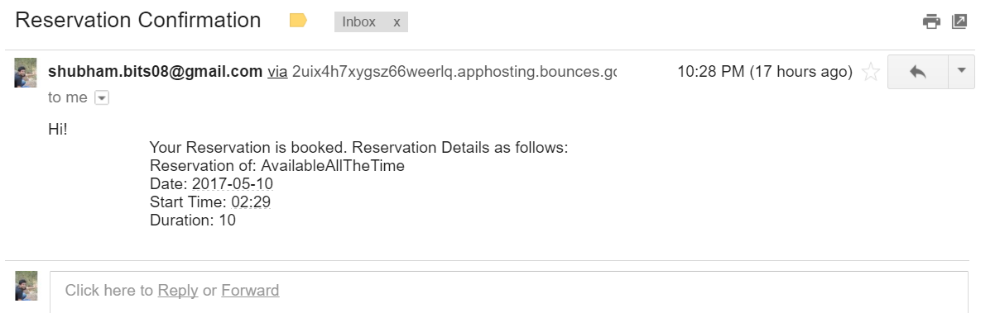 Reservation Confirmation Inbox x
shubham.bits08@gmail.com via 2uix4h7xygsz66weerlq.apphosting.bounces.gc 10:28 PM (17 hours ago)
to me
Hi!
Your Reservation is booked. Reservation Details as follows:
Reservation of: AvailableAllTheTime
Date: 2017-05-10
Start Time: 02:29
Duration: 10
Click here to Reply or Forward